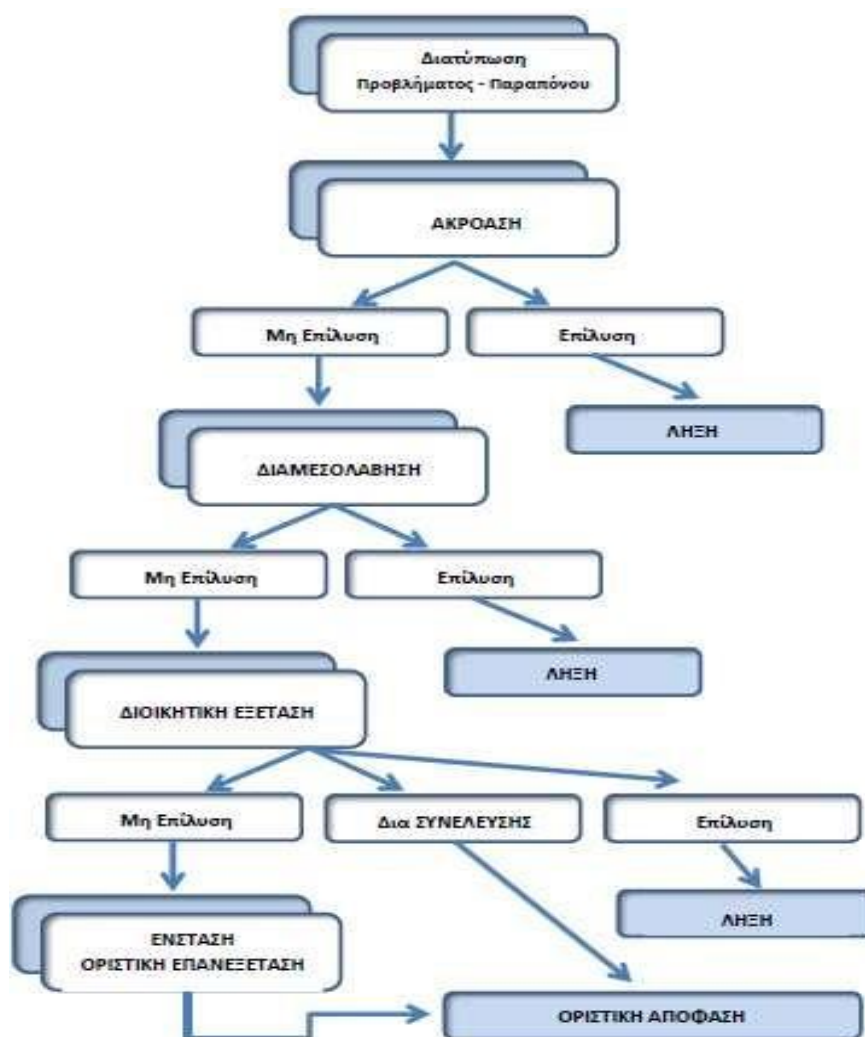 Διατύπωση
Προβλήματος - Παραπόνου
ΑΚΡΟΑΣΗ
Μη Επίλυση
Επίλυση
ΛΗΞΗ
ΔΙΑΜΕΣΟΛΑΒΗΣΗ
Μη Επίλυση
Επίλυση
ΛΗΞΗ
ΔΙΟΙΚΗΤΙΚΗ ΕΞΕΤΑΣΗ
Μη Επίλυση
Δια ΣΥΝΕΛΕΥΣΗΣ
Επίλυση
ΛΗΞΗ
ΕΝΣΤΑΣΗ
ΟΡΙΣΤΙΚΗ ΕΠΑΝΕΞΕΤΑΣΗ
ΟΡΙΣΤΙΚΗ ΑΠΟΦΑΣΗ